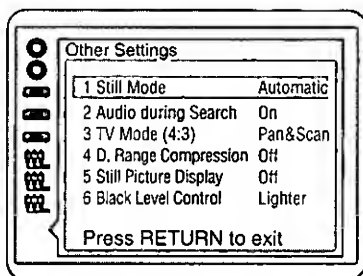 Other Settings
1 Still Mode Automatic
2 Audio during Search On
3 TV Mode (4:3) Pan&Scan
4 D. Range Compression Off
5 Still Picture Display Off
6 Black Level Control Lighter
Press RETURN to exit